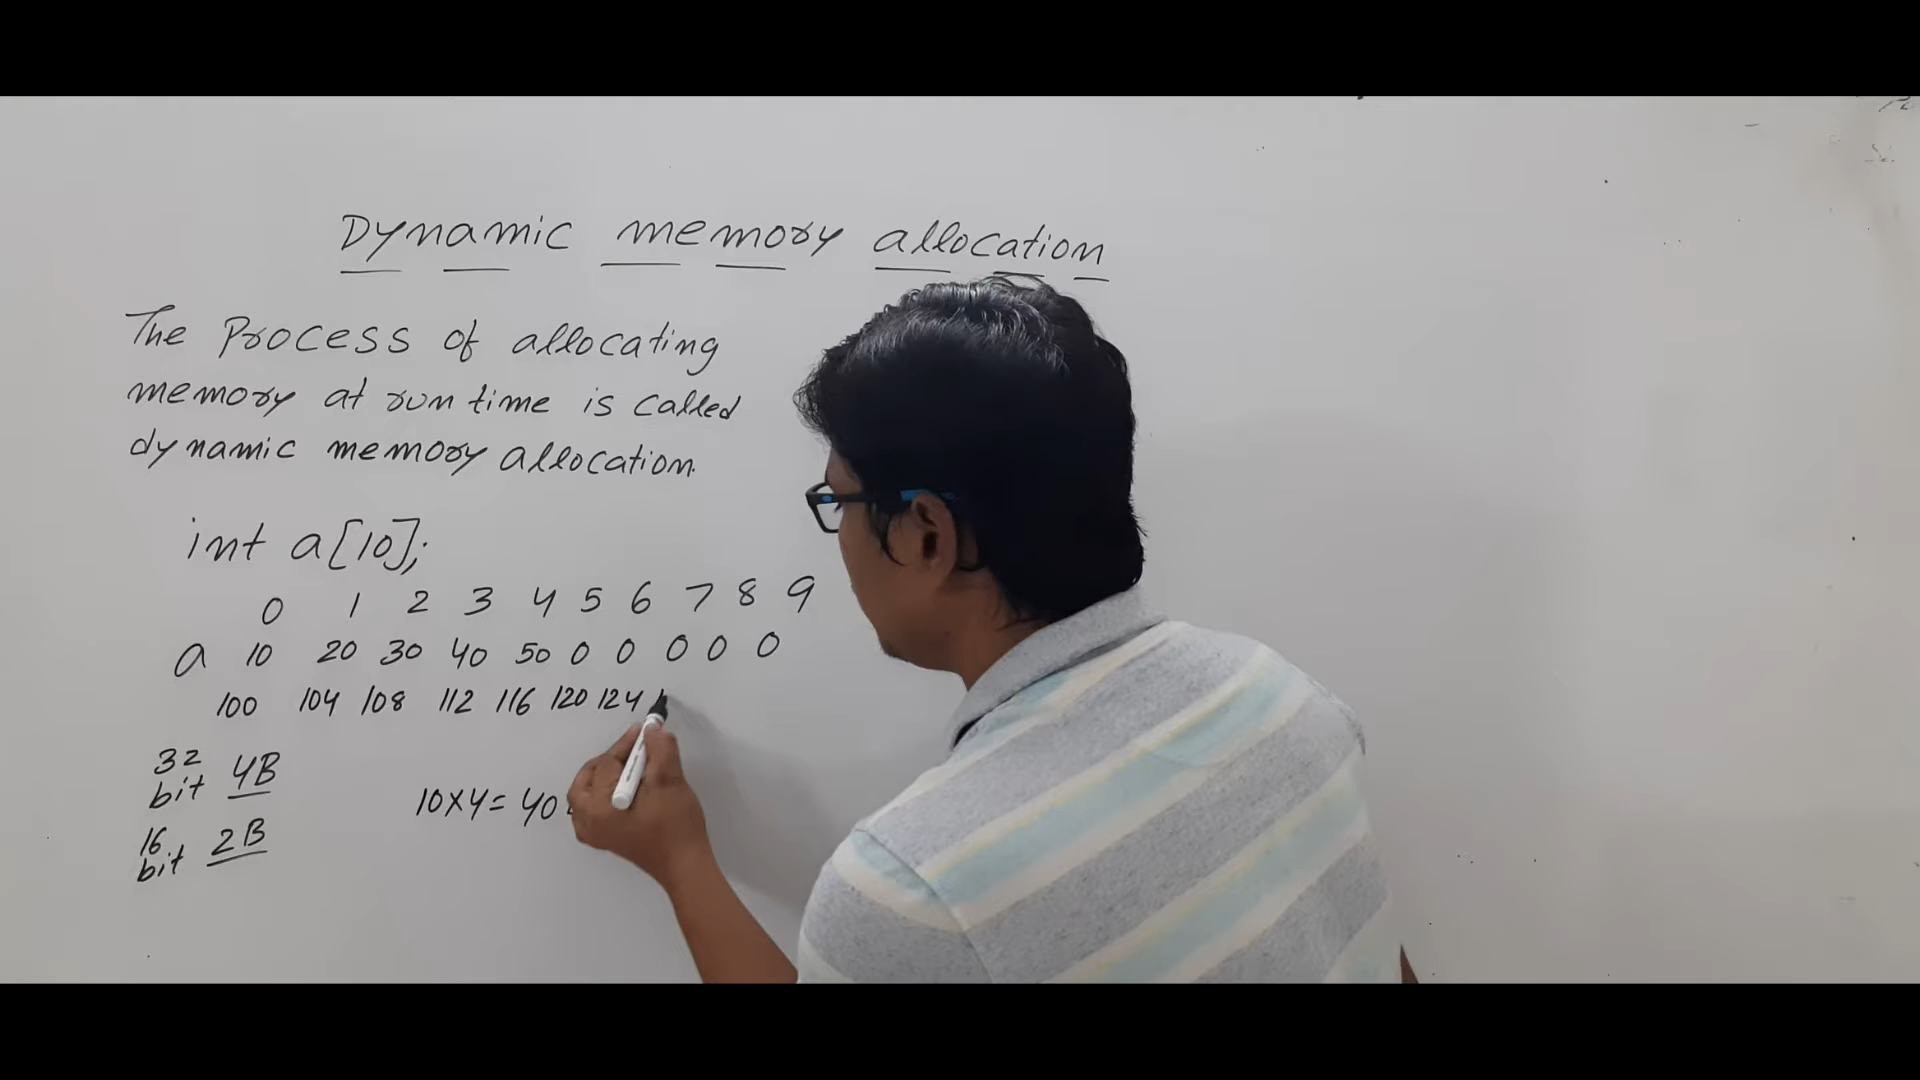 Dynamic memory allocation
The Process of allocating
memory at run time is called
dynamic memory allocation.
int a[10];
0 1 2 3 4 5 6 7 8 9
a 10 20 30 40 50 0 0 0 0 0
100 104 108 112 116 120 124 1
32 bit 4B
10x4= 40
16 bit 2B